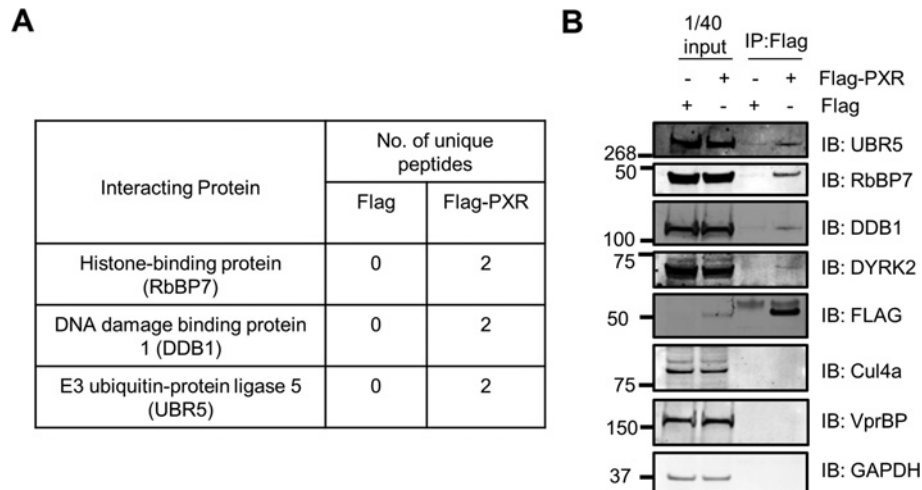 A
No. of unique
peptides
Interacting Protein
Flag
Flag-PXR
Histone-binding protein
(RbBP7)
0
2
DNA damage binding protein
1 (DDB1)
0
2
E3 ubiquitin-protein ligase 5
(UBR5)
0
2
B
1/40
input
IP:Flag
- + - + Flag-PXR
+ - + - Flag
268
IB: UBR5
50
IB: RbBP7
100
IB: DDB1
75
IB: DYRK2
50
IB: FLAG
75
IB: Cul4a
150
IB: VprBP
37
IB: GAPDH